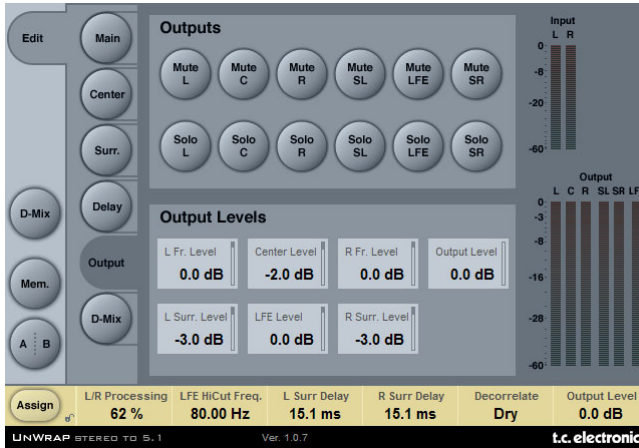 Edit
Main
Center
Surr.
Delay
Output
D-Mix
D-Mix
Mem.
A B
Outputs
Mute L
Mute C
Mute R
Mute SL
Mute LFE
Mute SR
Solo L
Solo C
Solo R
Solo SL
Solo LFE
Solo SR
Output Levels
L Fr. Level
0.0 dB
Center Level
-2.0 dB
R Fr. Level
0.0 dB
Output Level
0.0 dB
L Surr. Level
-3.0 dB
LFE Level
0.0 dB
R Surr. Level
-3.0 dB
Input
L R
0
-8
-20
-60
Output
L C R SL SR LF
0
-3
-8
-16
-28
-60
Assign
L/R Processing
62 %
LFE HiCut Freq.
80.00 Hz
L Surr Delay
15.1 ms
R Surr Delay
15.1 ms
Decorrelate
Dry
Output Level
0.0 dB
UNWRAP STEREO TO 5.1
Ver. 1.0.7
t.c. electronic